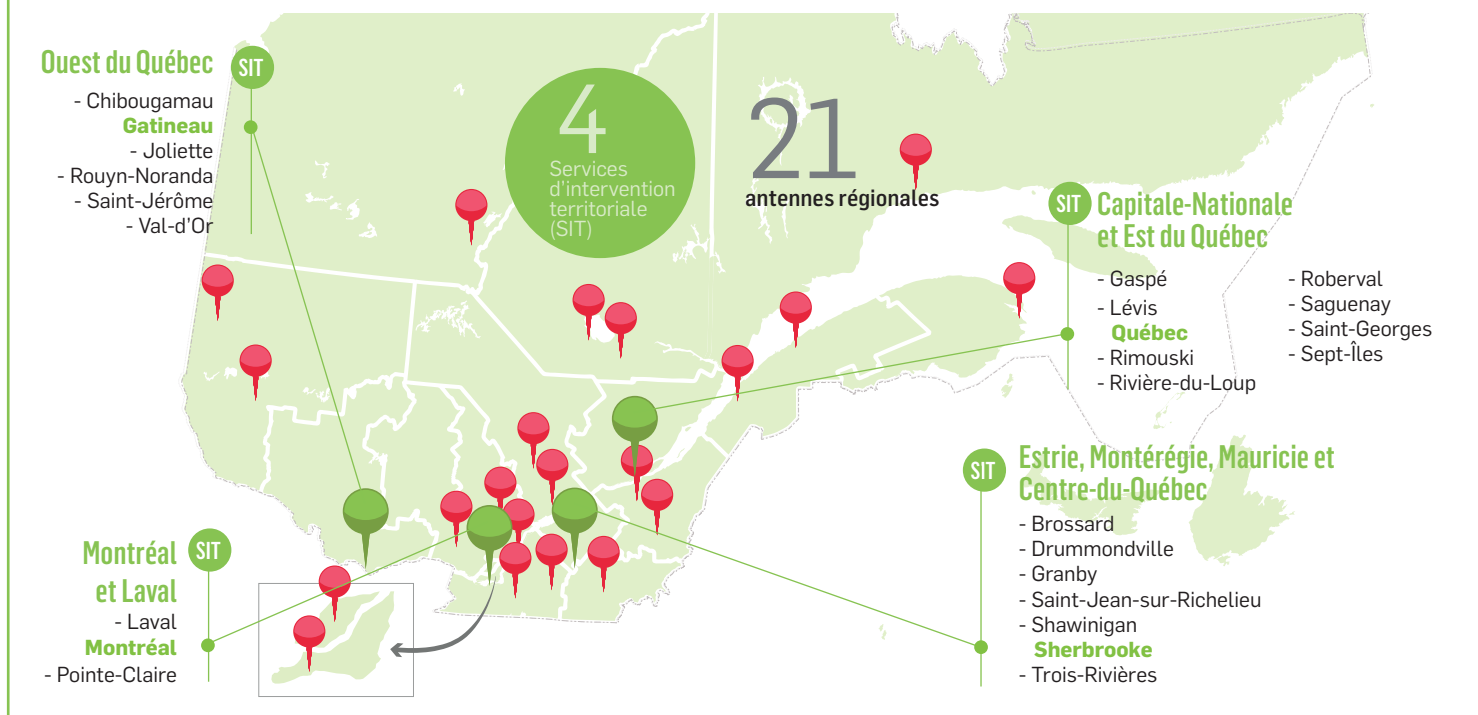 Ouest du Québec
SIT
- Chibougamau
Gatineau
- Joliette
- Rouyn-Noranda
- Saint-Jérôme
- Val-d'Or
4
Services
d'intervention
territoriale
(SIT)
21
antennes régionales
SIT
Capitale-Nationale
et Est du Québec
- Gaspé
- Lévis
Québec
- Rimouski
- Rivière-du-Loup
- Roberval
- Saguenay
- Saint-Georges
- Sept-Îles
SIT
Estrie, Montérégie, Mauricie et
Centre-du-Québec
- Brossard
- Drummondville
- Granby
- Saint-Jean-sur-Richelieu
- Shawinigan
Sherbrooke
- Trois-Rivières
Montréal
et Laval
SIT
- Laval
Montréal
- Pointe-Claire